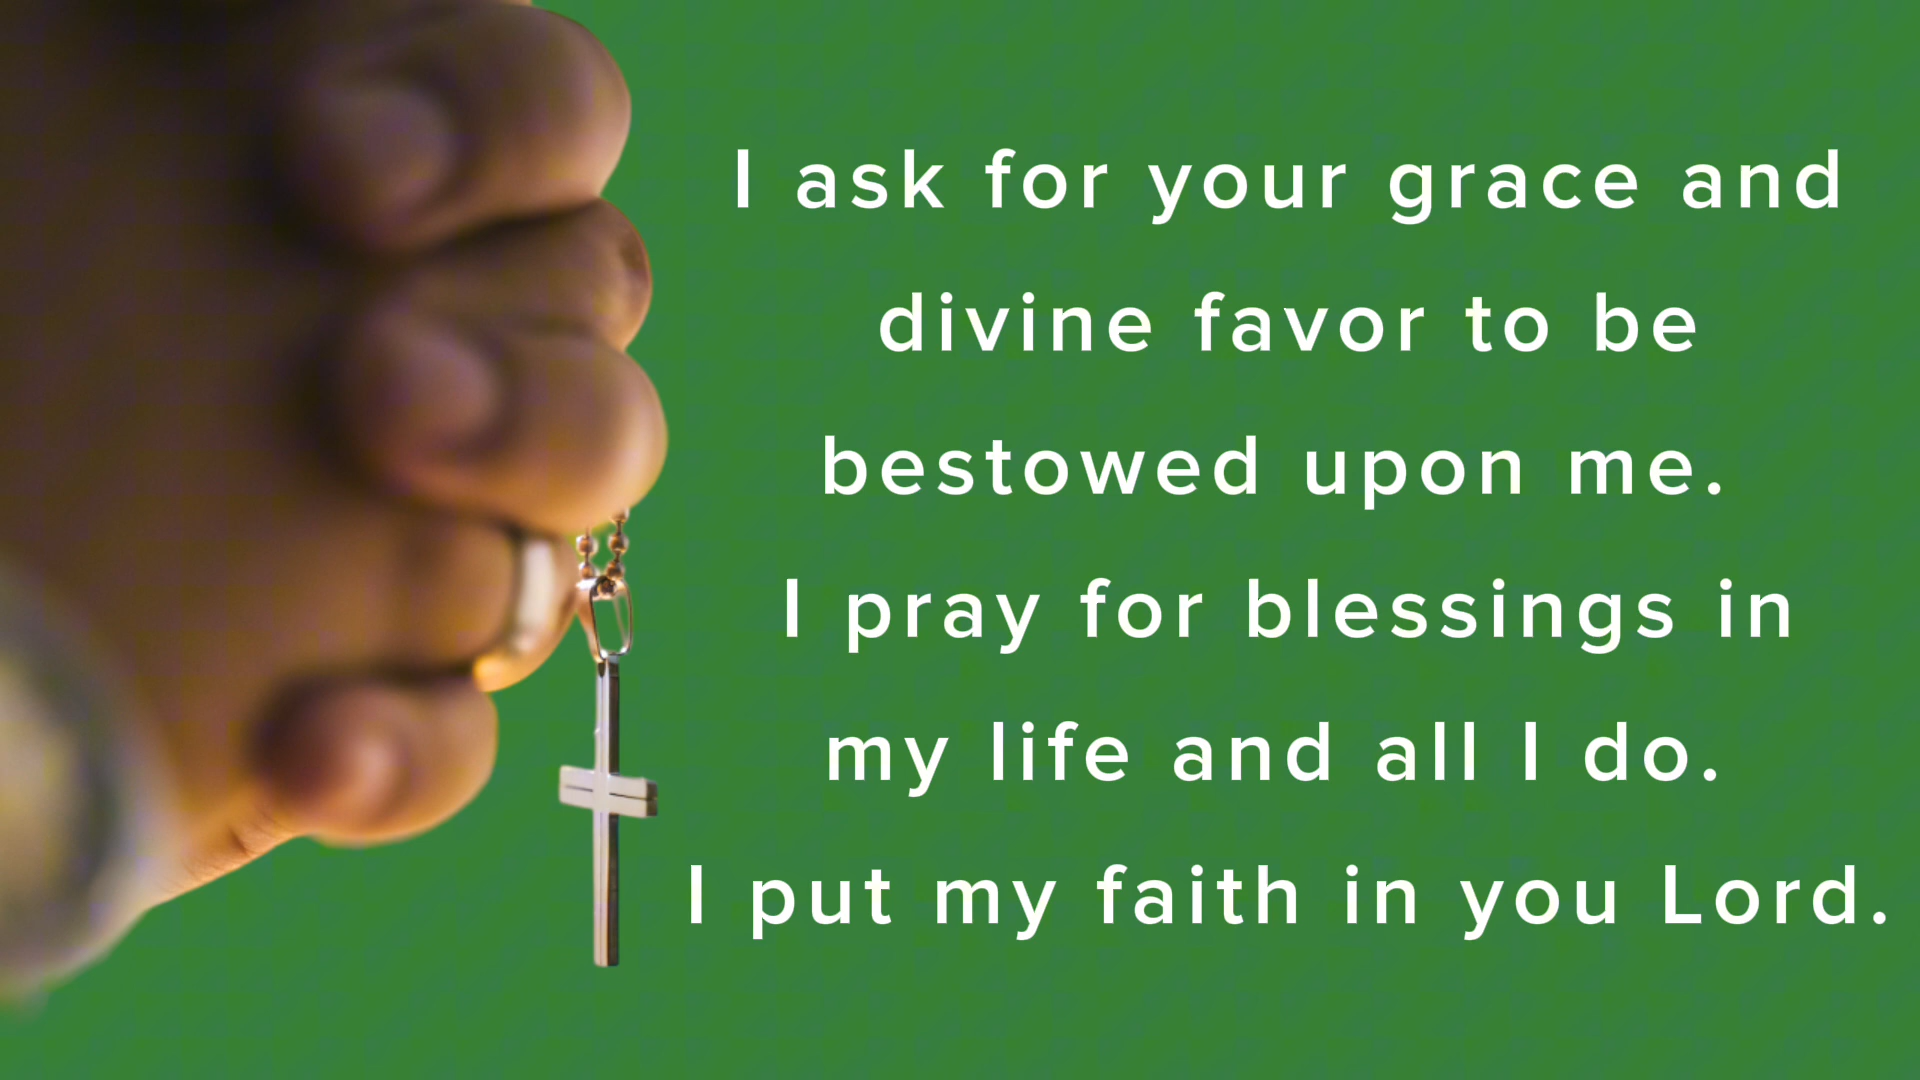 I ask for your grace and
divine favor to be
bestowed upon me.
I pray for blessings in
my life and all I do.
I put my faith in you Lord.